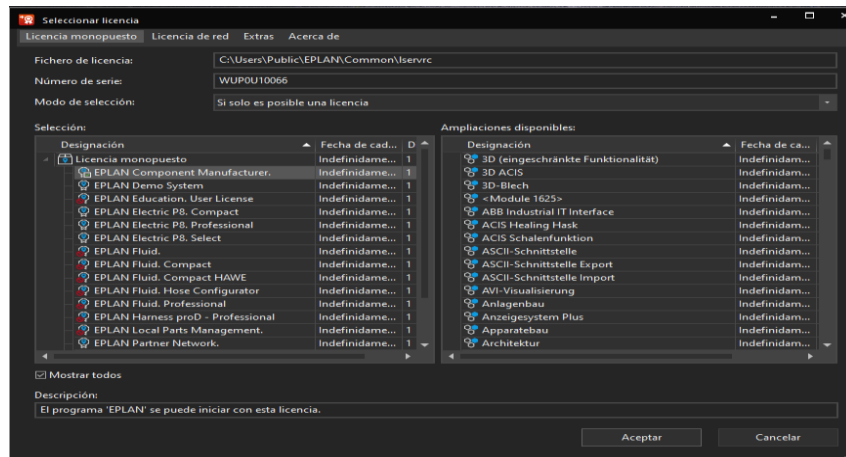 Seleccionar licencia
Licencia monopuesto Licencia de red Extras Acerca de
Fichero de licencia: C:\Users\Public\EPLAN\Common\lservrc
Número de serie: WUP0U10066
Modo de selección: Si solo es posible una licencia
Selección: Ampliaciones disponibles:
Designación Fecha de cad... D Designación Fecha de ca...
Licencia monopuesto Indefinidame... 1 3D (eingeschränkte Funktionalität) Indefinidam...
EPLAN Component Manufacturer. Indefinidame... 1 3D ACIS Indefinidam...
EPLAN Demo System Indefinidame... 1 3D-Blech Indefinidam...
EPLAN Education. User License Indefinidame... 1 <Module 1625> Indefinidam...
EPLAN Electric P8. Compact Indefinidame... 1 ABB Industrial IT Interface Indefinidam...
EPLAN Electric P8. Professional Indefinidame... 1 ACIS Healing Hask Indefinidam...
EPLAN Electric P8. Select Indefinidame... 1 ACIS Schalenfunktion Indefinidam...
EPLAN Fluid. Indefinidame... 1 ASCII-Schnittstelle Indefinidam...
EPLAN Fluid. Compact Indefinidame... 1 ASCII-Schnittstelle Export Indefinidam...
EPLAN Fluid. Compact HAWE Indefinidame... 1 ASCII-Schnittstelle Import Indefinidam...
EPLAN Fluid. Hose Configurator Indefinidame... 1 AVI-Visualisierung Indefinidam...
EPLAN Fluid. Professional Indefinidame... 1 Anlagenbau Indefinidam...
EPLAN Harness proD - Professional Indefinidame... 1 Anzeigesystem Plus Indefinidam...
EPLAN Local Parts Management. Indefinidame... 1 Apparatebau Indefinidam...
EPLAN Partner Network. Indefinidame... 1 Architektur Indefinidam...
Mostrar todos
Descripción:
El programa 'EPLAN' se puede iniciar con esta licencia.
Aceptar Cancelar